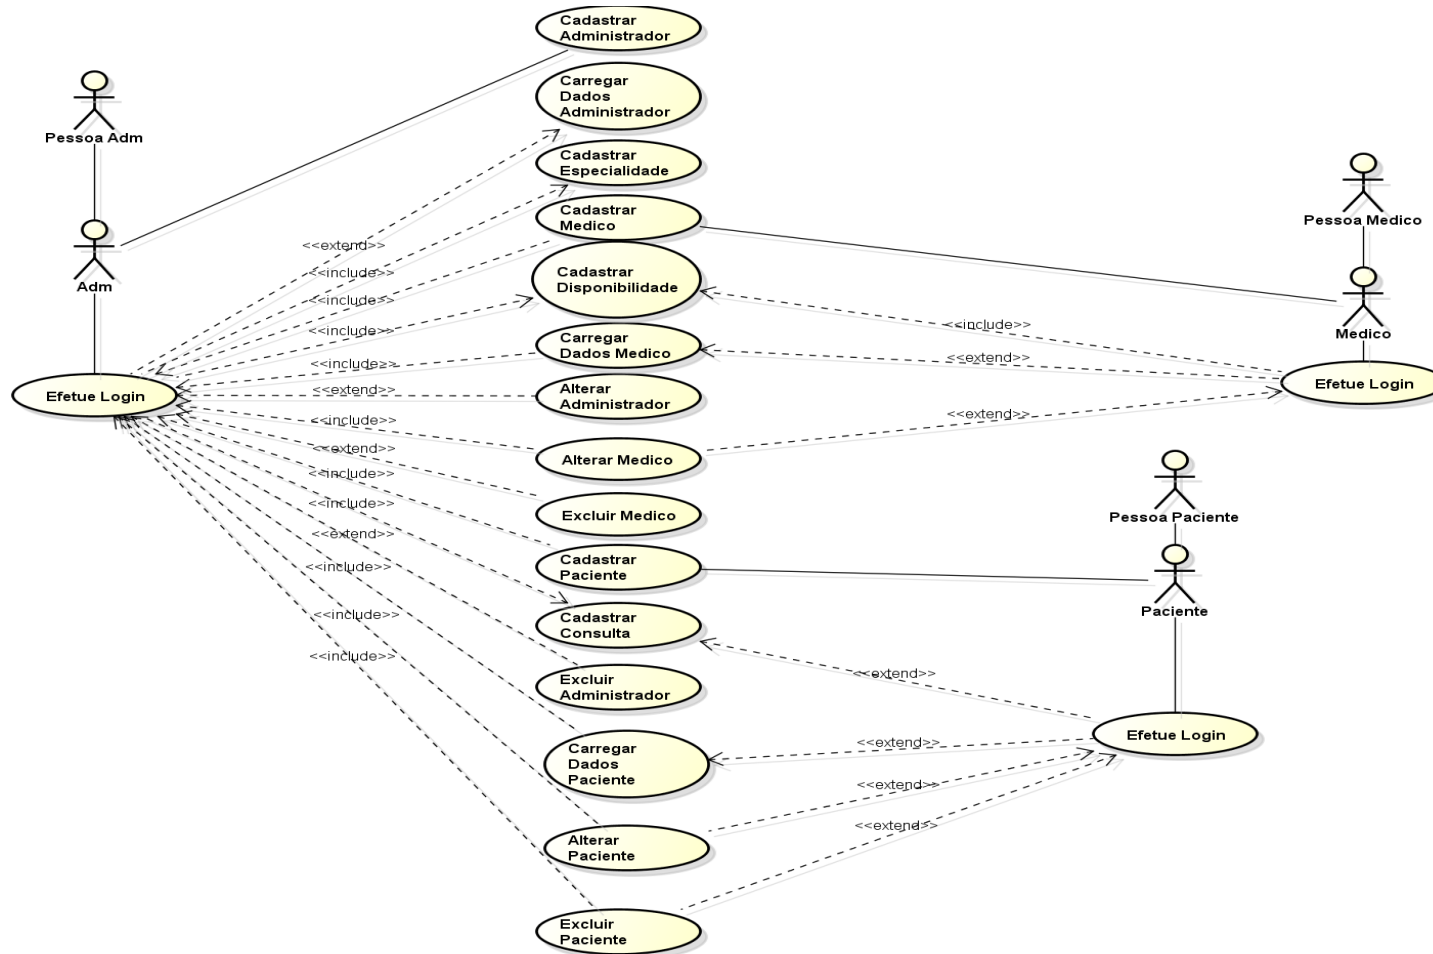 Cadastrar
Administrador
Carregar
Dados
Administrador
Pessoa Adm
Cadastrar
Especialidade
Cadastrar
Medico
Pessoa Medico
<<extend>>
<<include>>
Cadastrar
Disponibilidade
Adm
<<include>>
<<include>>
<<include>>
Medico
Carregar
Dados Medico
<<extend>>
<<include>>
Efetue Login
<<extend>>
Alterar
Administrador
Efetue Login
<<include>>
<<extend>>
<<extend>>
Alterar Medico
<<include>>
<<include>>
Excluir Medico
Pessoa Paciente
<<extend>>
Cadastrar
Paciente
<<include>>
<<include>>
Paciente
Cadastrar
Consulta
<<include>>
<<extend>>
Excluir
Administrador
Efetue Login
<<extend>>
Carregar
Dados
Paciente
<<extend>>
<<extend>>
Alterar
Paciente
Excluir
Paciente